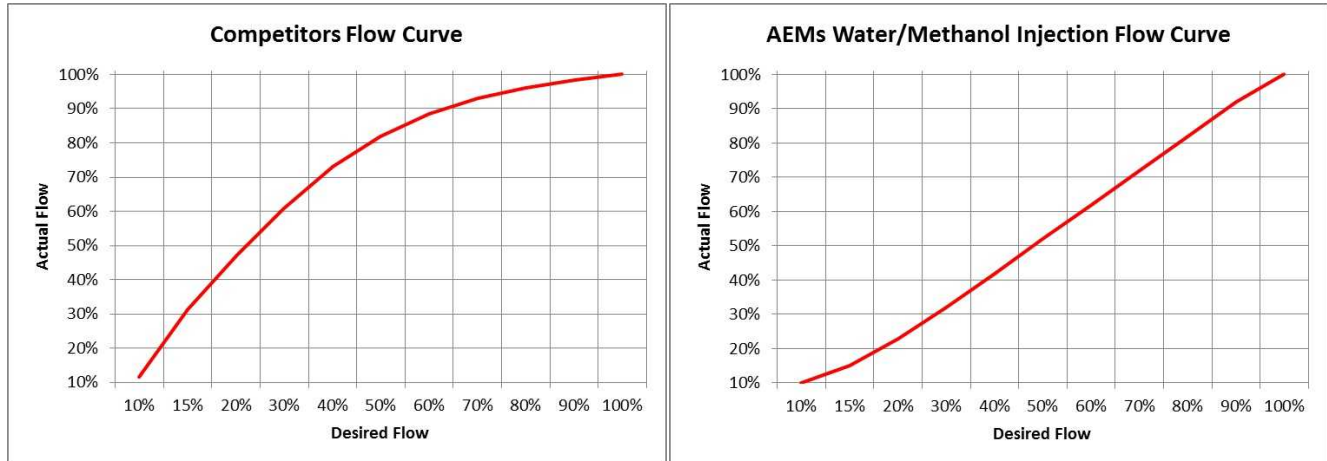 Competitors Flow Curve
100%
90%
80%
70%
60%
50%
40%
30%
20%
10%
Actual Flow
10% 15% 20% 30% 40% 50% 60% 70% 80% 90% 100%
Desired Flow
AEMs Water/Methanol Injection Flow Curve
100%
90%
80%
70%
60%
50%
40%
30%
20%
10%
Actual Flow
10% 15% 20% 30% 40% 50% 60% 70% 80% 90% 100%
Desired Flow